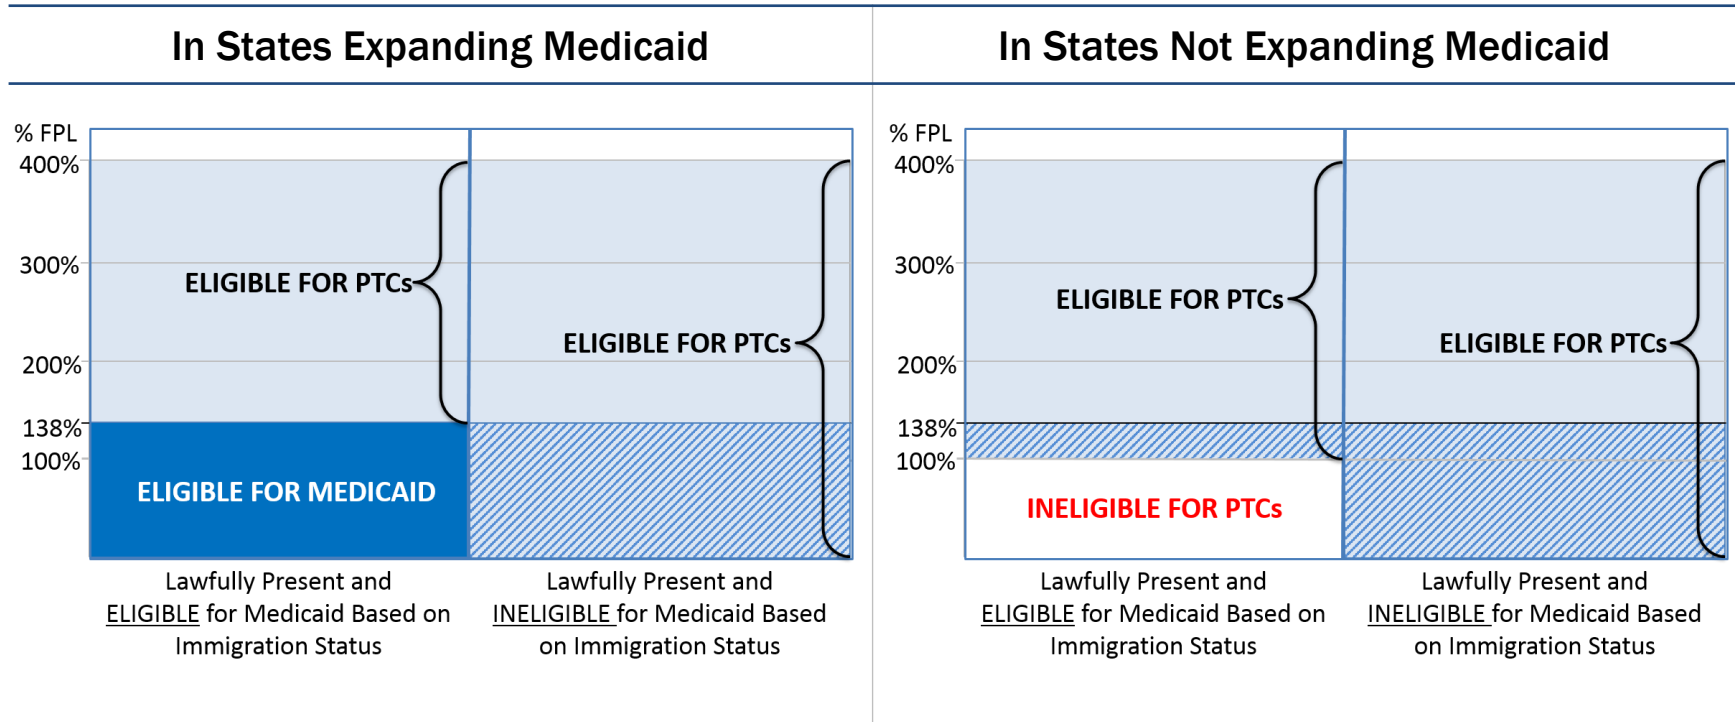 In States Expanding Medicaid
In States Not Expanding Medicaid
% FPL
400%
300%
200%
138%
100%
ELIGIBLE FOR PTCs
ELIGIBLE FOR PTCs
ELIGIBLE FOR MEDICAID
Lawfully Present and
ELIGIBLE for Medicaid Based on
Immigration Status
Lawfully Present and
INELIGIBLE for Medicaid Based
on Immigration Status
% FPL
400%
300%
200%
138%
100%
ELIGIBLE FOR PTCs
ELIGIBLE FOR PTCs
INELIGIBLE FOR PTCs
Lawfully Present and
ELIGIBLE for Medicaid Based on
Immigration Status
Lawfully Present and
INELIGIBLE for Medicaid Based
on Immigration Status